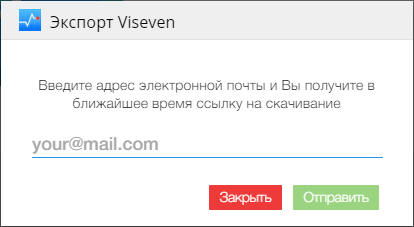 Экспорт Viseven
Введите адрес электронной почты и Вы получите в
ближайшее время ссылку на скачивание
your@mail.com
Закрыть Отправить